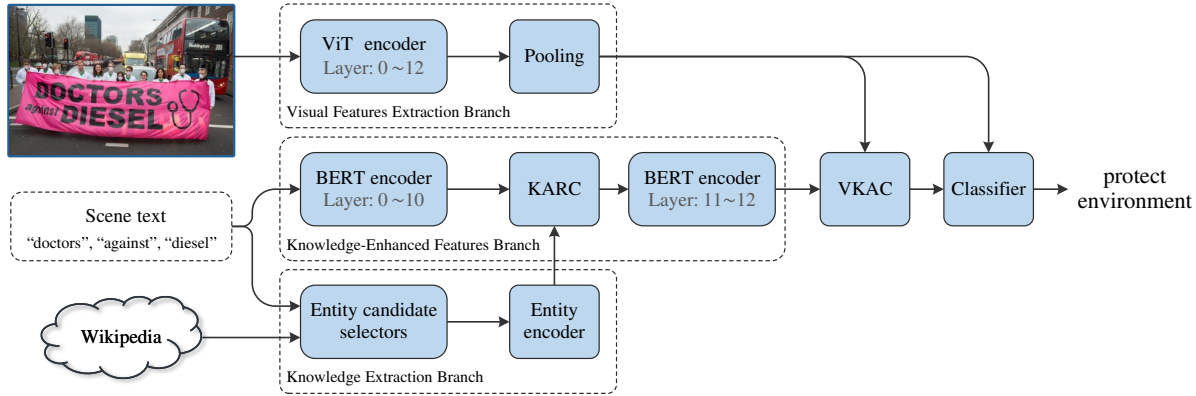 DOCTORS
against DIESEL
205
ViT encoder
Layer: 0~12
Pooling
Visual Features Extraction Branch
BERT encoder
Layer: 0~10
KARC
BERT encoder
Layer: 11~12
VKAC
Classifier
protect
environment
Knowledge-Enhanced Features Branch
Scene text
“doctors”, “against”, “diesel”
Wikipedia
Entity candidate
selectors
Entity
encoder
Knowledge Extraction Branch